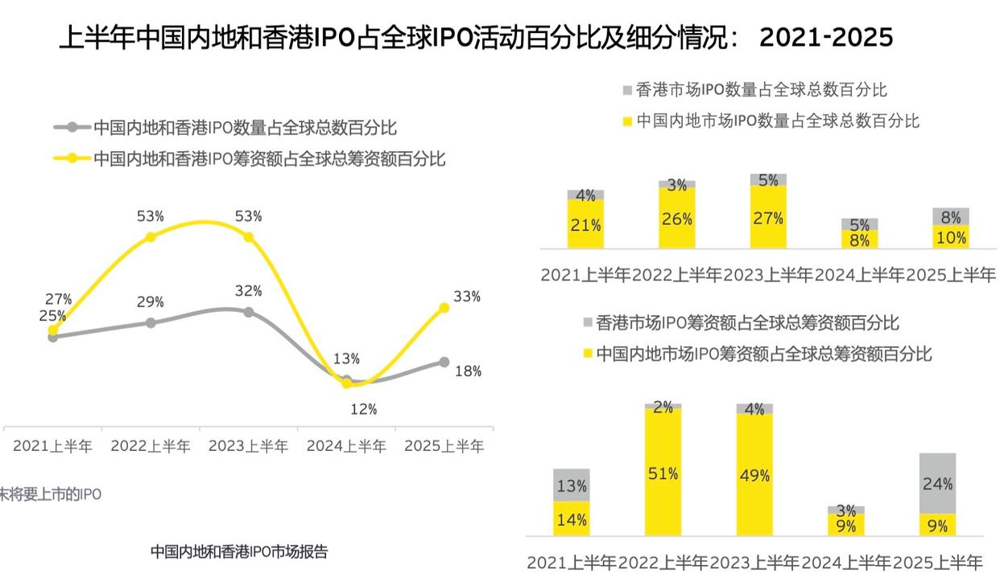 上半年中国内地和香港IPO占全球IPO活动百分比及细分情况： 2021-2025
中国内地和香港IPO数量占全球总数百分比
中国内地和香港IPO筹资额占全球总筹资额百分比
53%
53%
27%
25%
29%
32%
13%
12%
33%
18%
2021上半年
2022上半年
2023上半年
2024上半年
2025上半年
末将要上市的IPO
中国内地和香港IPO市场报告
香港市场IPO数量占全球总数百分比
中国内地市场IPO数量占全球总数百分比
4%
21%
3%
26%
5%
27%
5%
8%
8%
10%
2021上半年2022上半年2023上半年2024上半年2025上半年
香港市场IPO筹资额占全球总筹资额百分比
中国内地市场IPO筹资额占全球总筹资额百分比
13%
14%
2%
51%
4%
49%
3%
9%
24%
9%
2021上半年2022上半年2023上半年2024上半年2025上半年